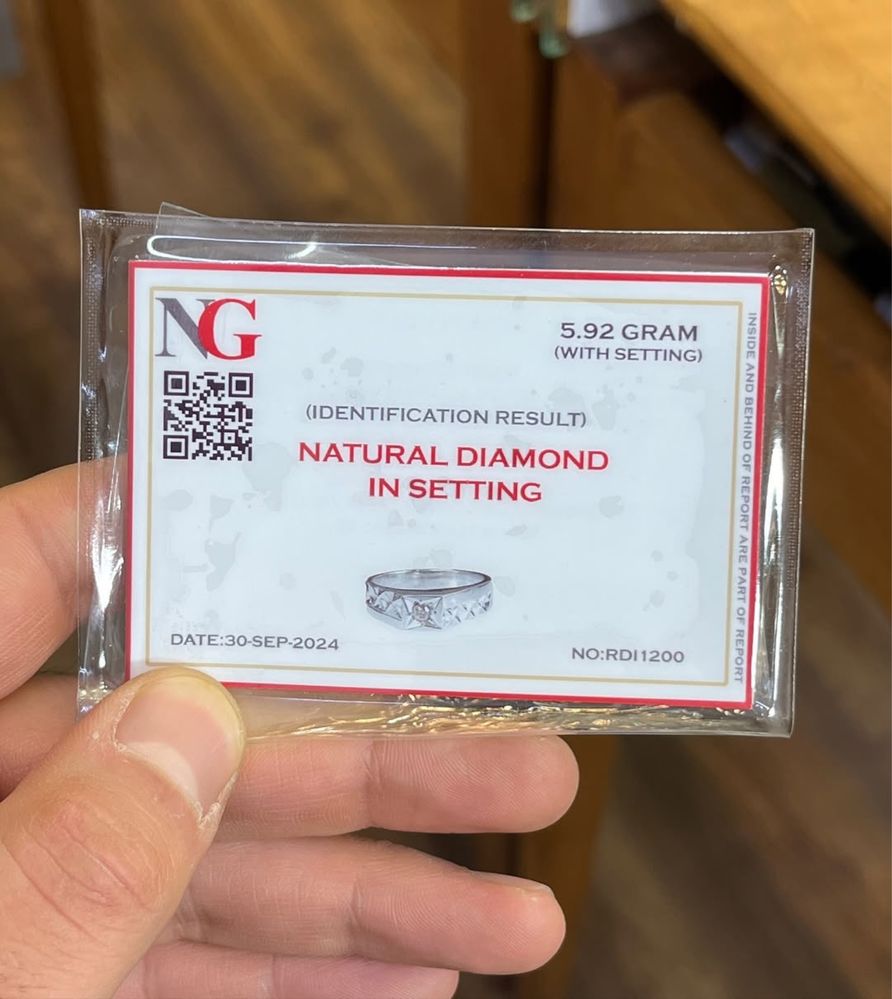 NG
5.92 GRAM
(WITH SETTING)
(IDENTIFICATION RESULT)
NATURAL DIAMOND
IN SETTING
DATE:30-SEP-2024
NO:RDI1200
INSIDE AND BEHIND OF REPORT ARE PART OF REPORT